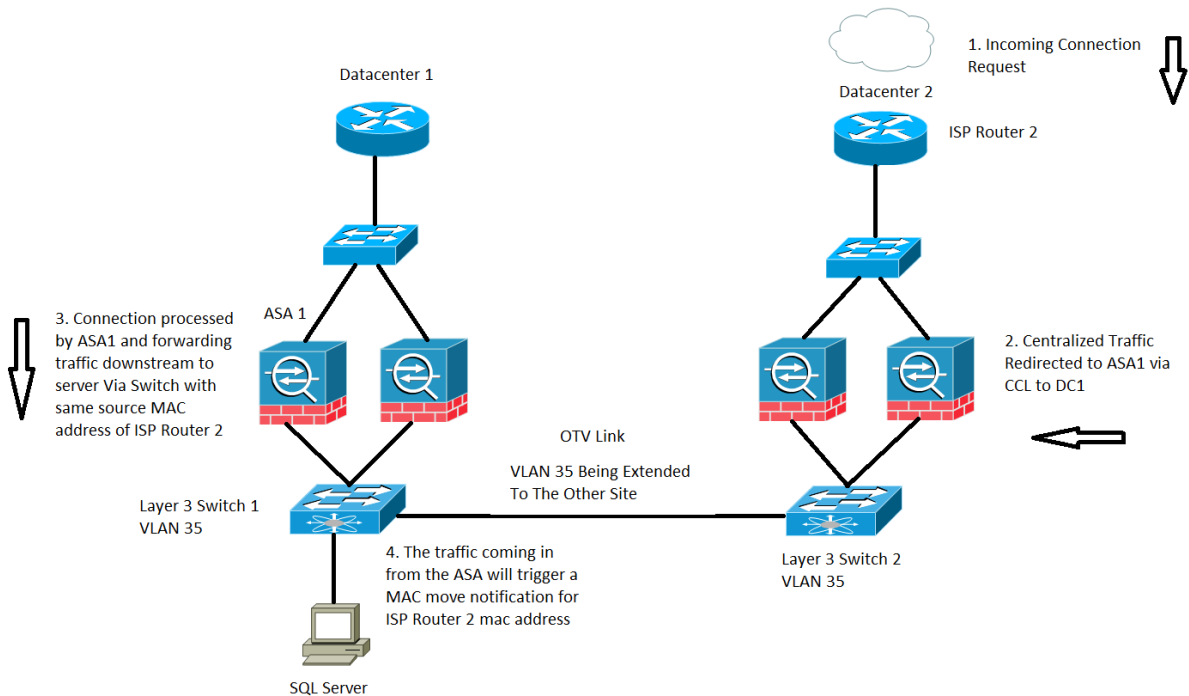 Datacenter 1
Datacenter 2
1. Incoming Connection
Request
ISP Router 2
ASA 1
3. Connection processed
by ASA1 and forwarding
traffic downstream to
server Via Switch with
same source MAC
address of ISP Router 2
2. Centralized Traffic
Redirected to ASA1 via
CCL to DC1
OTV Link
VLAN 35 Being Extended
To The Other Site
Layer 3 Switch 1
VLAN 35
4. The traffic coming in
from the ASA will trigger a
MAC move notification for
ISP Router 2 mac address
Layer 3 Switch 2
VLAN 35
SQL Server